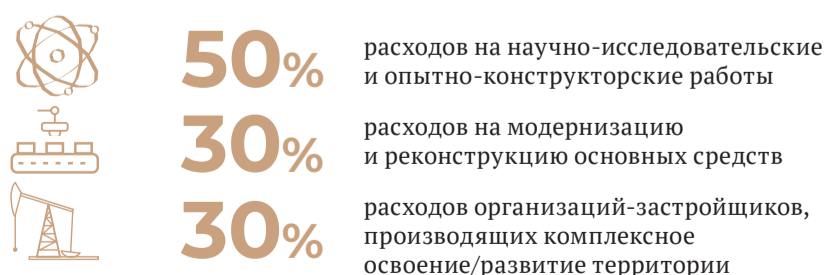 50% расходов на научно-исследовательские
и опытно-конструкторские работы
30% расходов на модернизацию
и реконструкцию основных средств
30% расходов организаций-застройщиков,
производящих комплексное
освоение/развитие территории